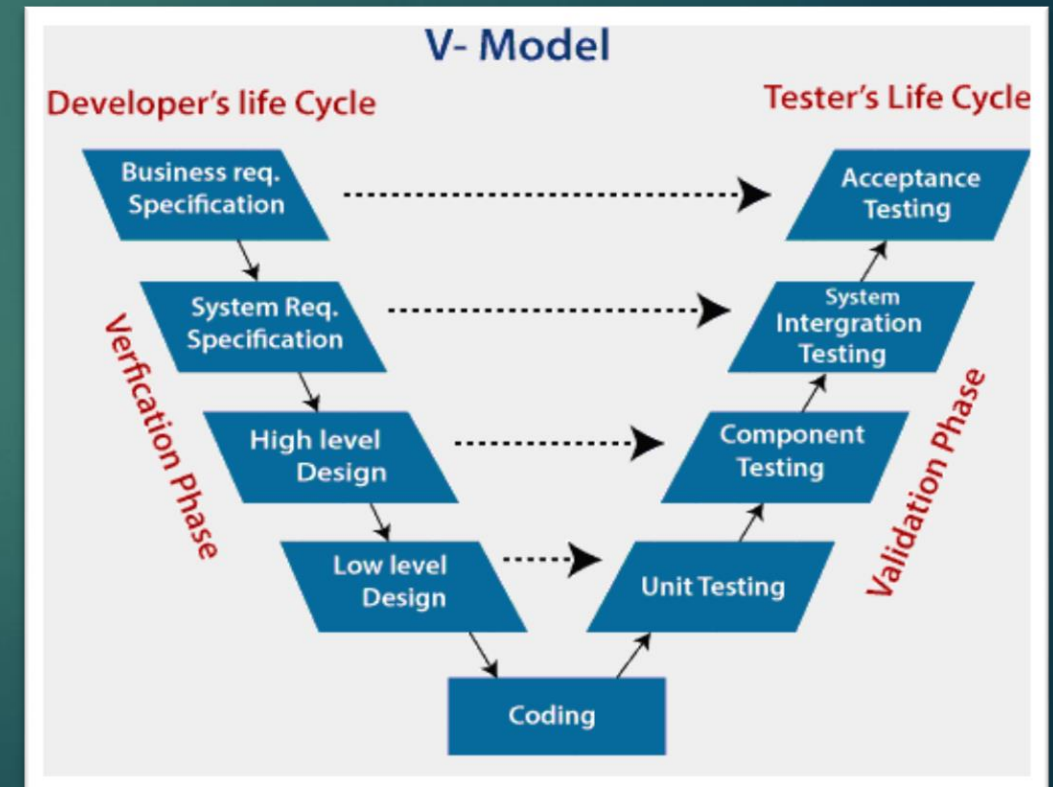 V- Model
Developer's life Cycle
Tester's Life Cycle
Business req.
Specification
Acceptance
Testing
System Req.
Specification
System
Intergration
Testing
High level
Design
Component
Testing
Low level
Design
Unit Testing
Coding
Verfication Phase
Validation Phase